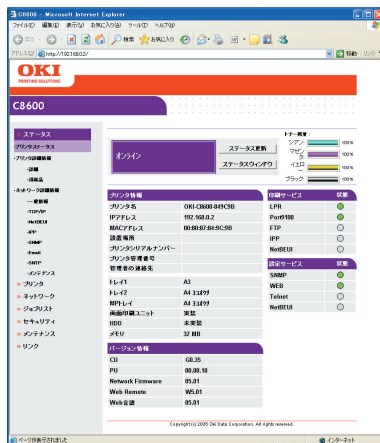 C8600 - Microsoft Internet Explorer
ファイル(F) 編集(E) 表示(V) お気に入り(A) ツール(T) ヘルプ(H)
検索 お気に入り
アドレス(D) http://192.168.0.2/ 移動 リンク
OKI
PRINTING SOLUTIONS
C8600
ステータス
・プリンタステータス
・プリンタ詳細情報
-詳細
-消耗品
・ネットワーク詳細情報
-一般情報
-TCP/IP
-NetBEUI
-IPP
-SNMP
-Email
-SNTP
-メンテナンス
» プリンタ
» ネットワーク
» ジョブリスト
» セキュリティ
» メンテナンス
» リンク
オンライン
ステータス更新
ステータスウィンドウ
トナー残量
シアン 100%
マゼンタ 100%
イエロー 100%
ブラック 100%
プリンタ情報
プリンタ名 OKI-C8600-849C9B
IPアドレス 192.168.0.2
MACアドレス 00:80:87:84:9C:9B
設置場所
プリンタシリアルナンバー
プリンタ管理番号
管理者の連絡先
トレイ1 A3
トレイ2 A4 ﾖｺｵｸﾘ
MPトレイ A4 ﾖｺｵｸﾘ
両面印刷ユニット 実装
HDD 未実装
メモリ 32 MB
バージョン情報
CU G0.35
PU 00.00.18
Network Firmware 05.01
Web Remote W5.01
Web言語 05.01
印刷サービス 状態
LPR
Port9100
FTP
IPP
NetBEUI
設定サービス 状態
SNMP
WEB
Telnet
NetBEUI
Copyright (c) 2005 Oki Data Corporation. All rights reserved.
ページが表示されました
インターネット